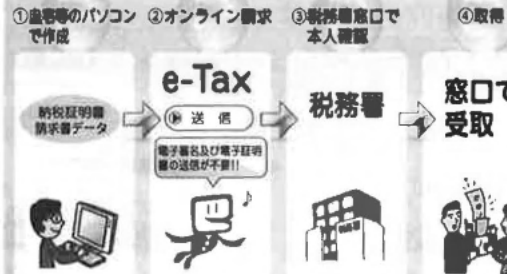 ①自宅等のパソコン
で作成
②オンライン請求
③税務署窓口で
本人確認
④取得
納税証明書
請求書データ
e-Tax
送信
電子署名及び電子証明
書の送信が不要!!
税務署
窓口で
受取